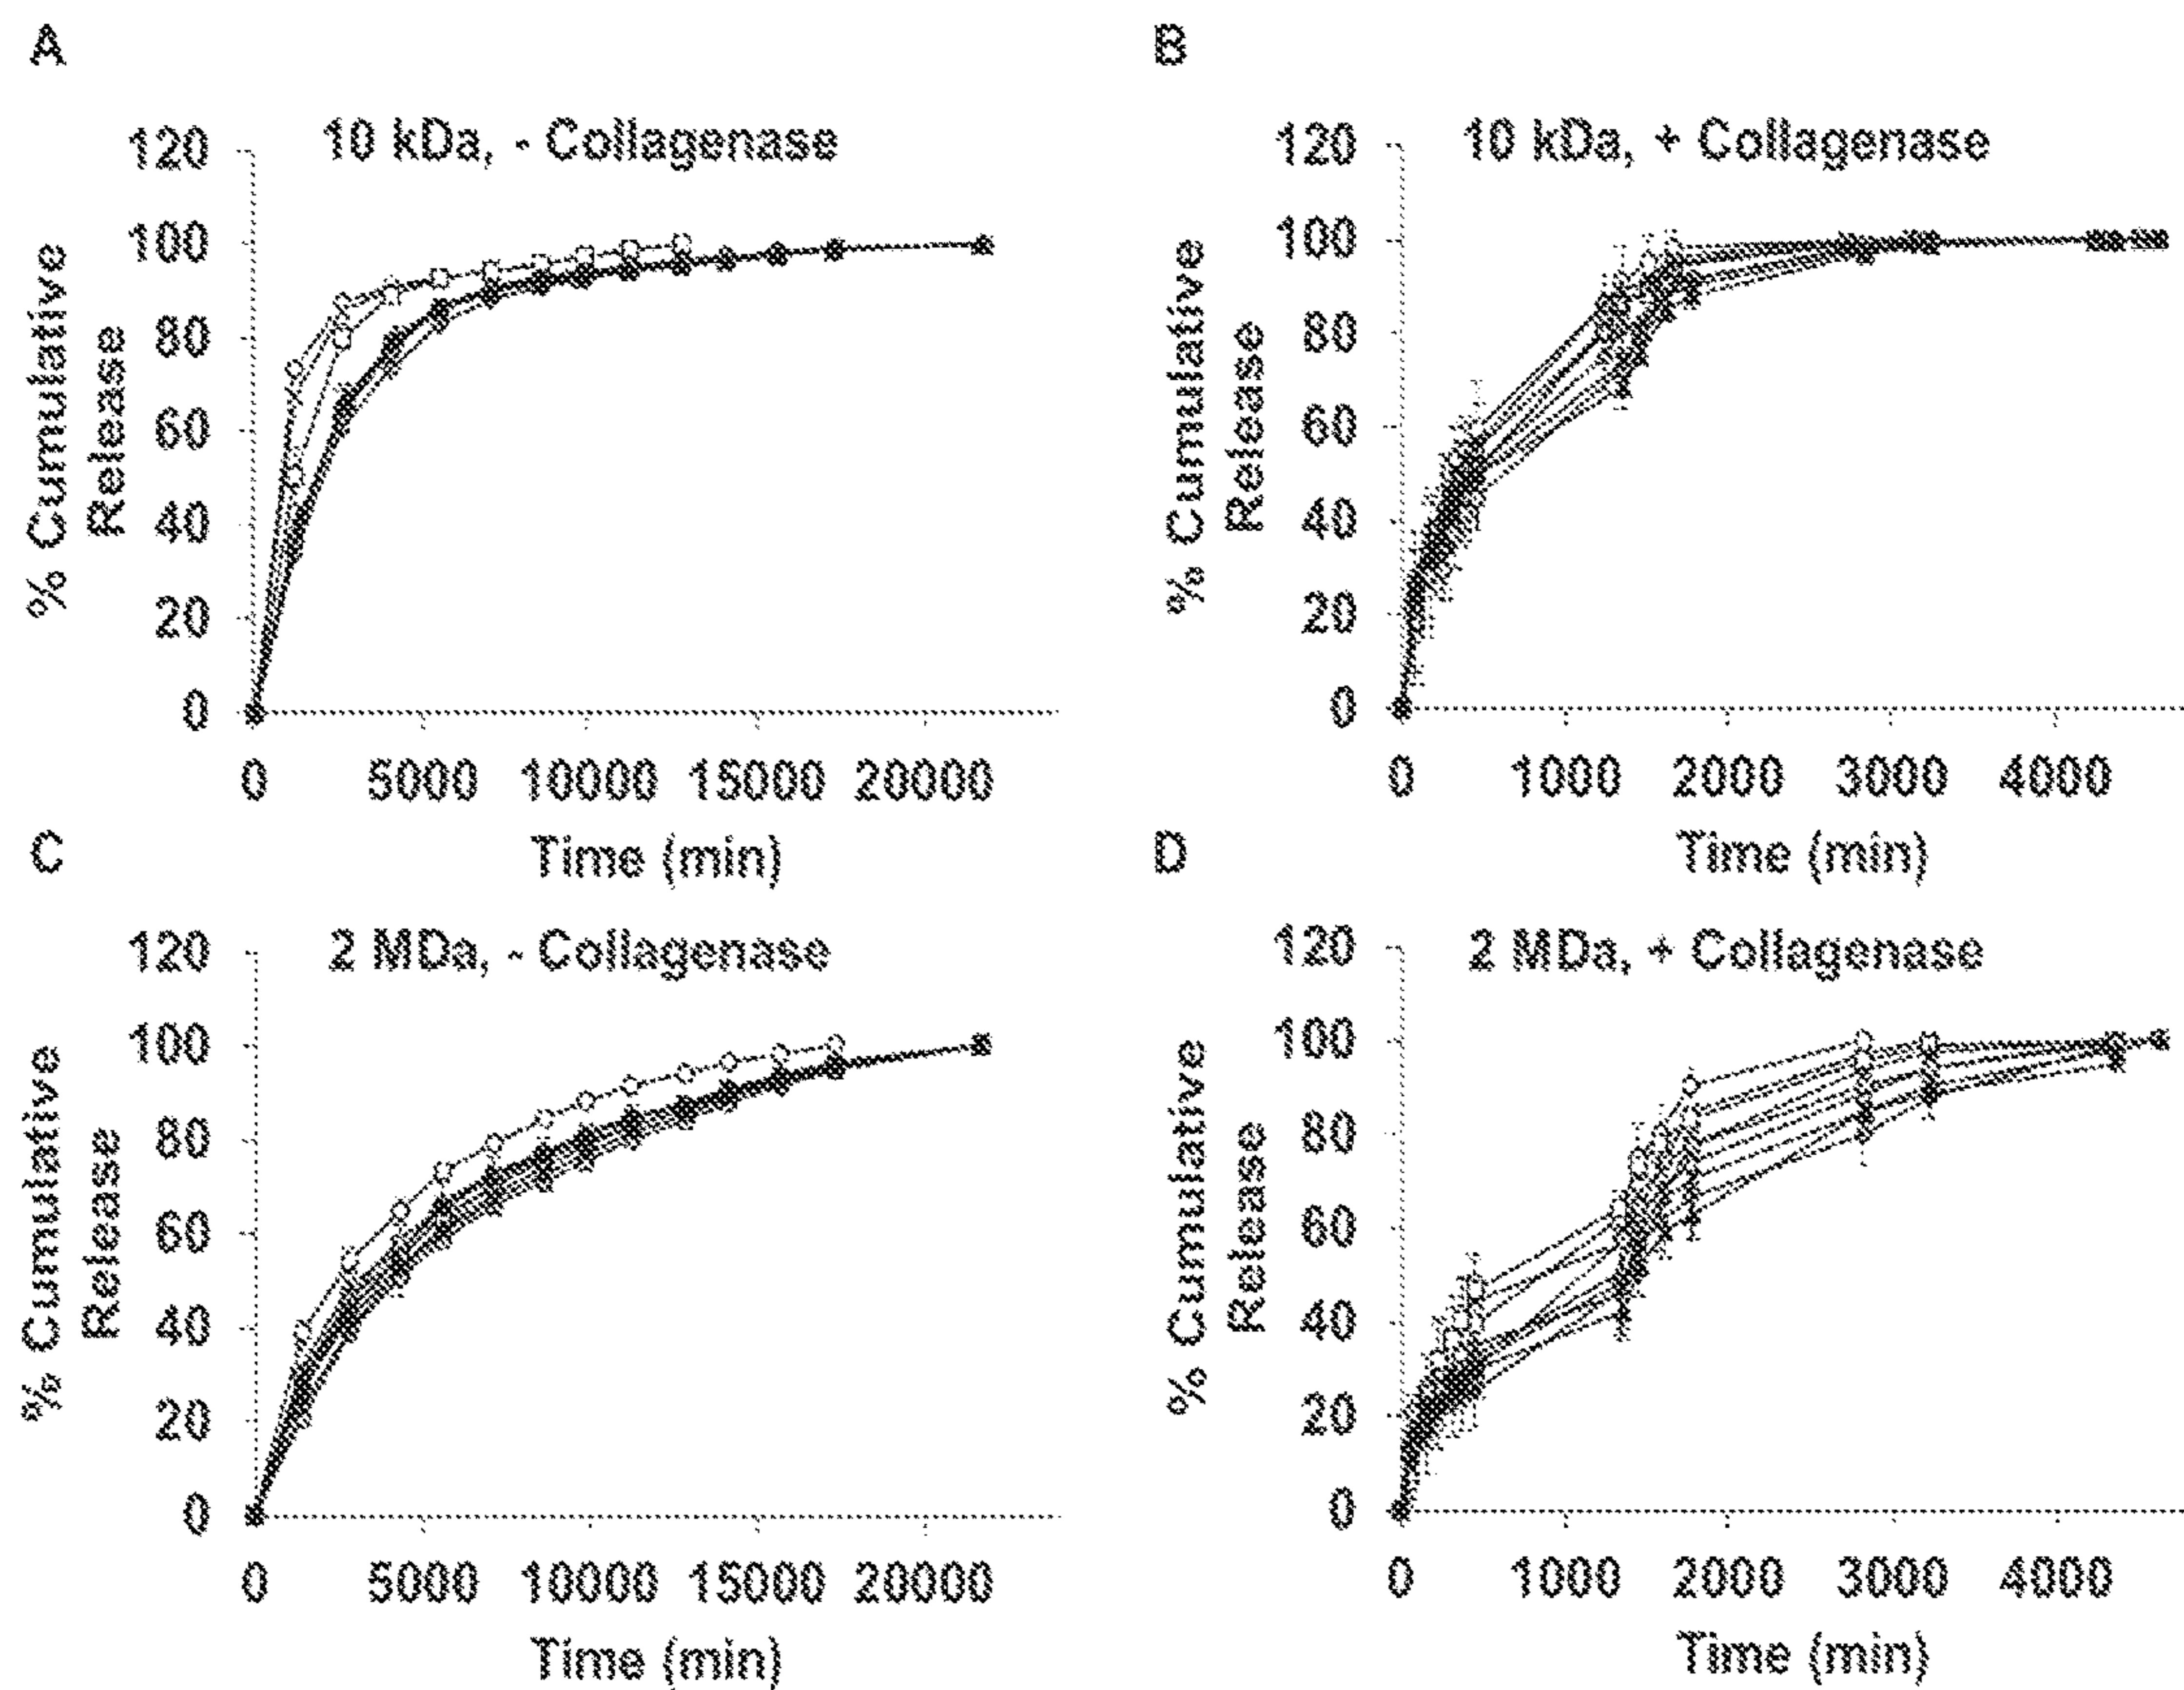 A
10 kDa, - Collagenase
% Cumulative
Release
120
100
80
60
40
20
0
0 5000 10000 15000 20000
Time (min)
B
10 kDa, + Collagenase
% Cumulative
Release
120
100
80
60
40
20
0
0 1000 2000 3000 4000
Time (min)
C
2 MDa, - Collagenase
% Cumulative
Release
120
100
80
60
40
20
0
0 5000 10000 15000 20000
Time (min)
D
2 MDa, + Collagenase
% Cumulative
Release
120
100
80
60
40
20
0
0 1000 2000 3000 4000
Time (min)